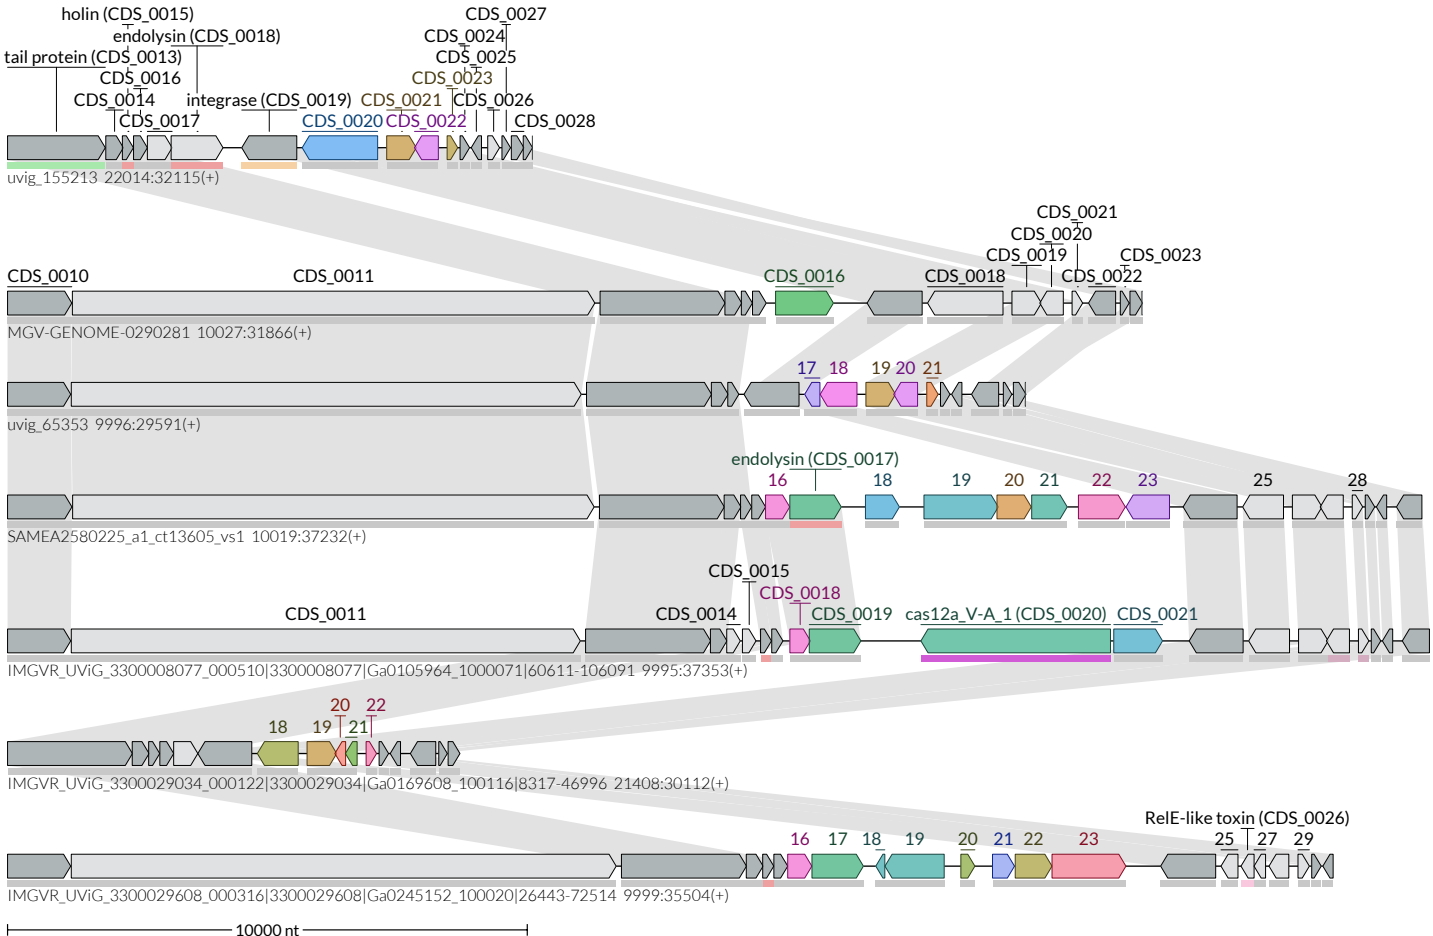 holin (CDS_0015)
CDS_0027
endolysin (CDS_0018)
CDS_0024
tail protein (CDS_0013)
CDS_0025
CDS_0016
CDS_0023
CDS_0014
integrase (CDS_0019)
CDS_0021
CDS_0026
CDS_0017
CDS_0020
CDS_0022
CDS_0028
uvig_155213 22014:32115(+)
CDS_0021
CDS_0020
CDS_0019
CDS_0023
CDS_0010
CDS_0011
CDS_0016
CDS_0018
CDS_0022
MGV-GENOME-0290281 10027:31866(+)
17 18 19 20 21
uvig_65353 9996:29591(+)
endolysin (CDS_0017)
16 18 19 20 21 22 23 25 28
SAMEA2580225_a1_ct13605_vs1 10019:37232(+)
CDS_0015
CDS_0018
CDS_0011
CDS_0014
CDS_0019
cas12a_V-A_1 (CDS_0020)
CDS_0021
IMGVR_UViG_3300008077_000510|3300008077|Ga0105964_1000071|60611-106091 9995:37353(+)
20 22
18 19 21
IMGVR_UViG_3300029034_000122|3300029034|Ga0169608_100116|8317-46996 21408:30112(+)
RelE-like toxin (CDS_0026)
16 17 18 19 20 21 22 23 25 27 29
IMGVR_UViG_3300029608_000316|3300029608|Ga0245152_100020|26443-72514 9999:35504(+)
10000 nt